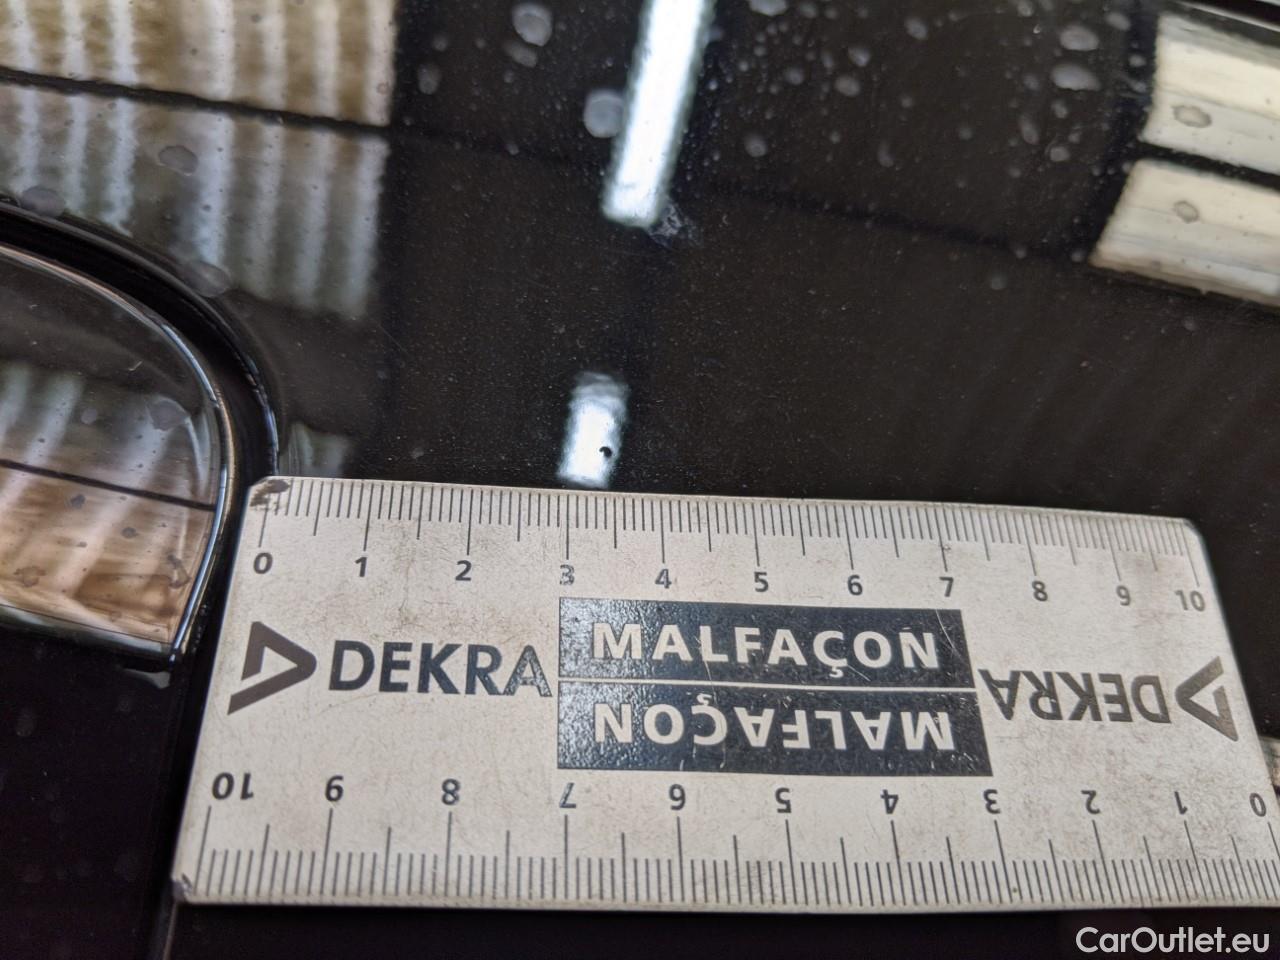 0 1 2 3 4 5 6 7 8 9 10
DEKRA MALFAÇON
MALFAÇON DEKRA
10 9 8 7 6 5 4 3 2 1 0
CarOutlet.eu